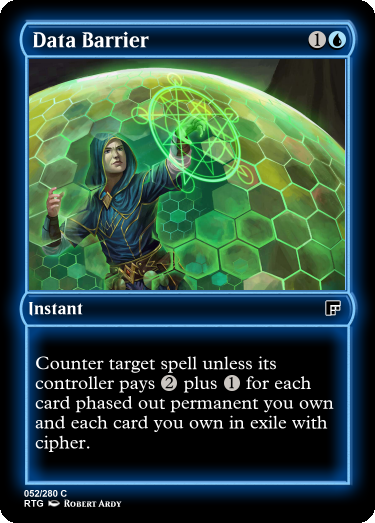 Data Barrier 1
Instant
Counter target spell unless its
controller pays 2 plus 1 for each
card phased out permanent you own
and each card you own in exile with
cipher.
052/280 C
RTG Robert Ardy